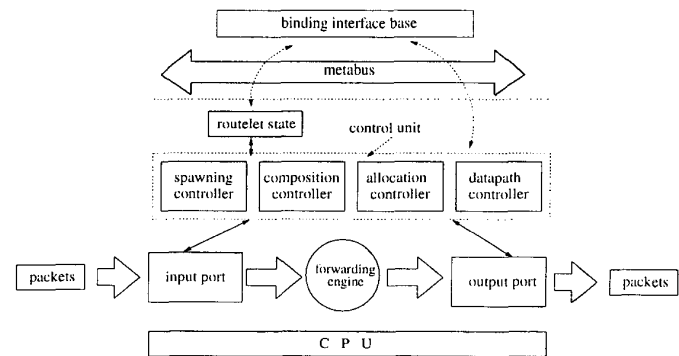 binding interface base
metabus
routelet state
control unit
spawning controller
composition controller
allocation controller
datapath controller
packets
input port
forwarding engine
output port
packets
C P U